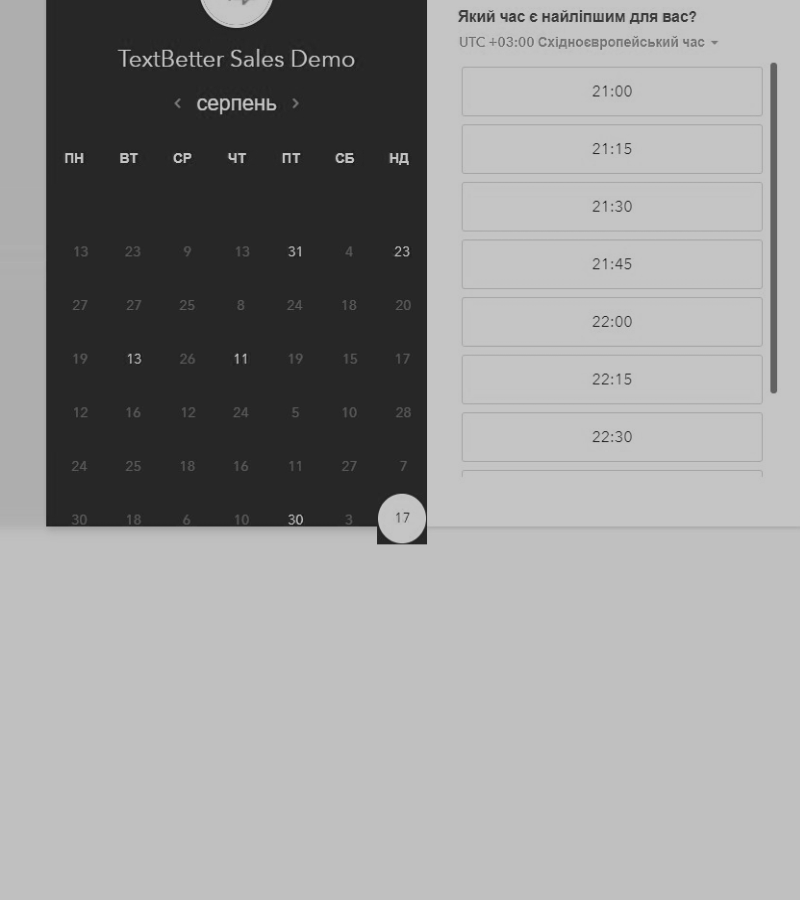 TextBetter Sales Demo
серпень
ПН ВТ СР ЧТ ПТ СБ НД
13 23 9 13 31 4 23
27 27 25 8 24 18 20
19 13 26 11 19 15 17
12 16 12 24 5 10 28
24 25 18 16 11 27 7
30 18 6 10 30 3 17
Який час є найліпшим для вас?
UTC +03:00 Східноєвропейський час
21:00
21:15
21:30
21:45
22:00
22:15
22:30